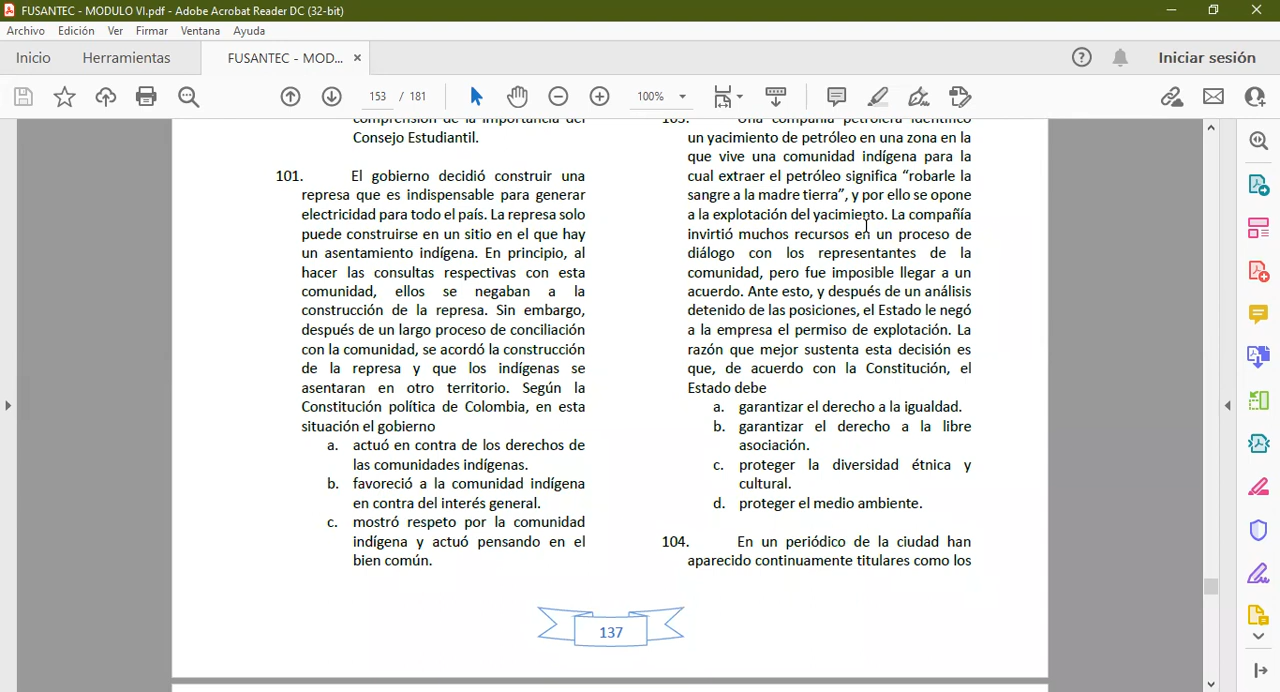 FUSANTEC - MODULO VI.pdf - Adobe Acrobat Reader DC (32-bit)
Archivo Edición Ver Firmar Ventana Ayuda
Inicio Herramientas FUSANTEC - MOD... × Iniciar sesión
153 / 181 100%
comprensión de la importancia del
Consejo Estudiantil.
101. El gobierno decidió construir una
represa que es indispensable para generar
electricidad para todo el país. La represa solo
puede construirse en un sitio en el que hay
un asentamiento indígena. En principio, al
hacer las consultas respectivas con esta
comunidad, ellos se negaban a la
construcción de la represa. Sin embargo,
después de un largo proceso de conciliación
con la comunidad, se acordó la construcción
de la represa y que los indígenas se
asentaran en otro territorio. Según la
Constitución política de Colombia, en esta
situación el gobierno
a. actuó en contra de los derechos de
las comunidades indígenas.
b. favoreció a la comunidad indígena
en contra del interés general.
c. mostró respeto por la comunidad
indígena y actuó pensando en el
bien común.
103. Una compañía petrolera identificó
un yacimiento de petróleo en una zona en la
que vive una comunidad indígena para la
cual extraer el petróleo significa “robarle la
sangre a la madre tierra”, y por ello se opone
a la explotación del yacimiento. La compañía
invirtió muchos recursos en un proceso de
diálogo con los representantes de la
comunidad, pero fue imposible llegar a un
acuerdo. Ante esto, y después de un análisis
detenido de las posiciones, el Estado le negó
a la empresa el permiso de explotación. La
razón que mejor sustenta esta decisión es
que, de acuerdo con la Constitución, el
Estado debe
a. garantizar el derecho a la igualdad.
b. garantizar el derecho a la libre
asociación.
c. proteger la diversidad étnica y
cultural.
d. proteger el medio ambiente.
104. En un periódico de la ciudad han
aparecido continuamente titulares como los
137